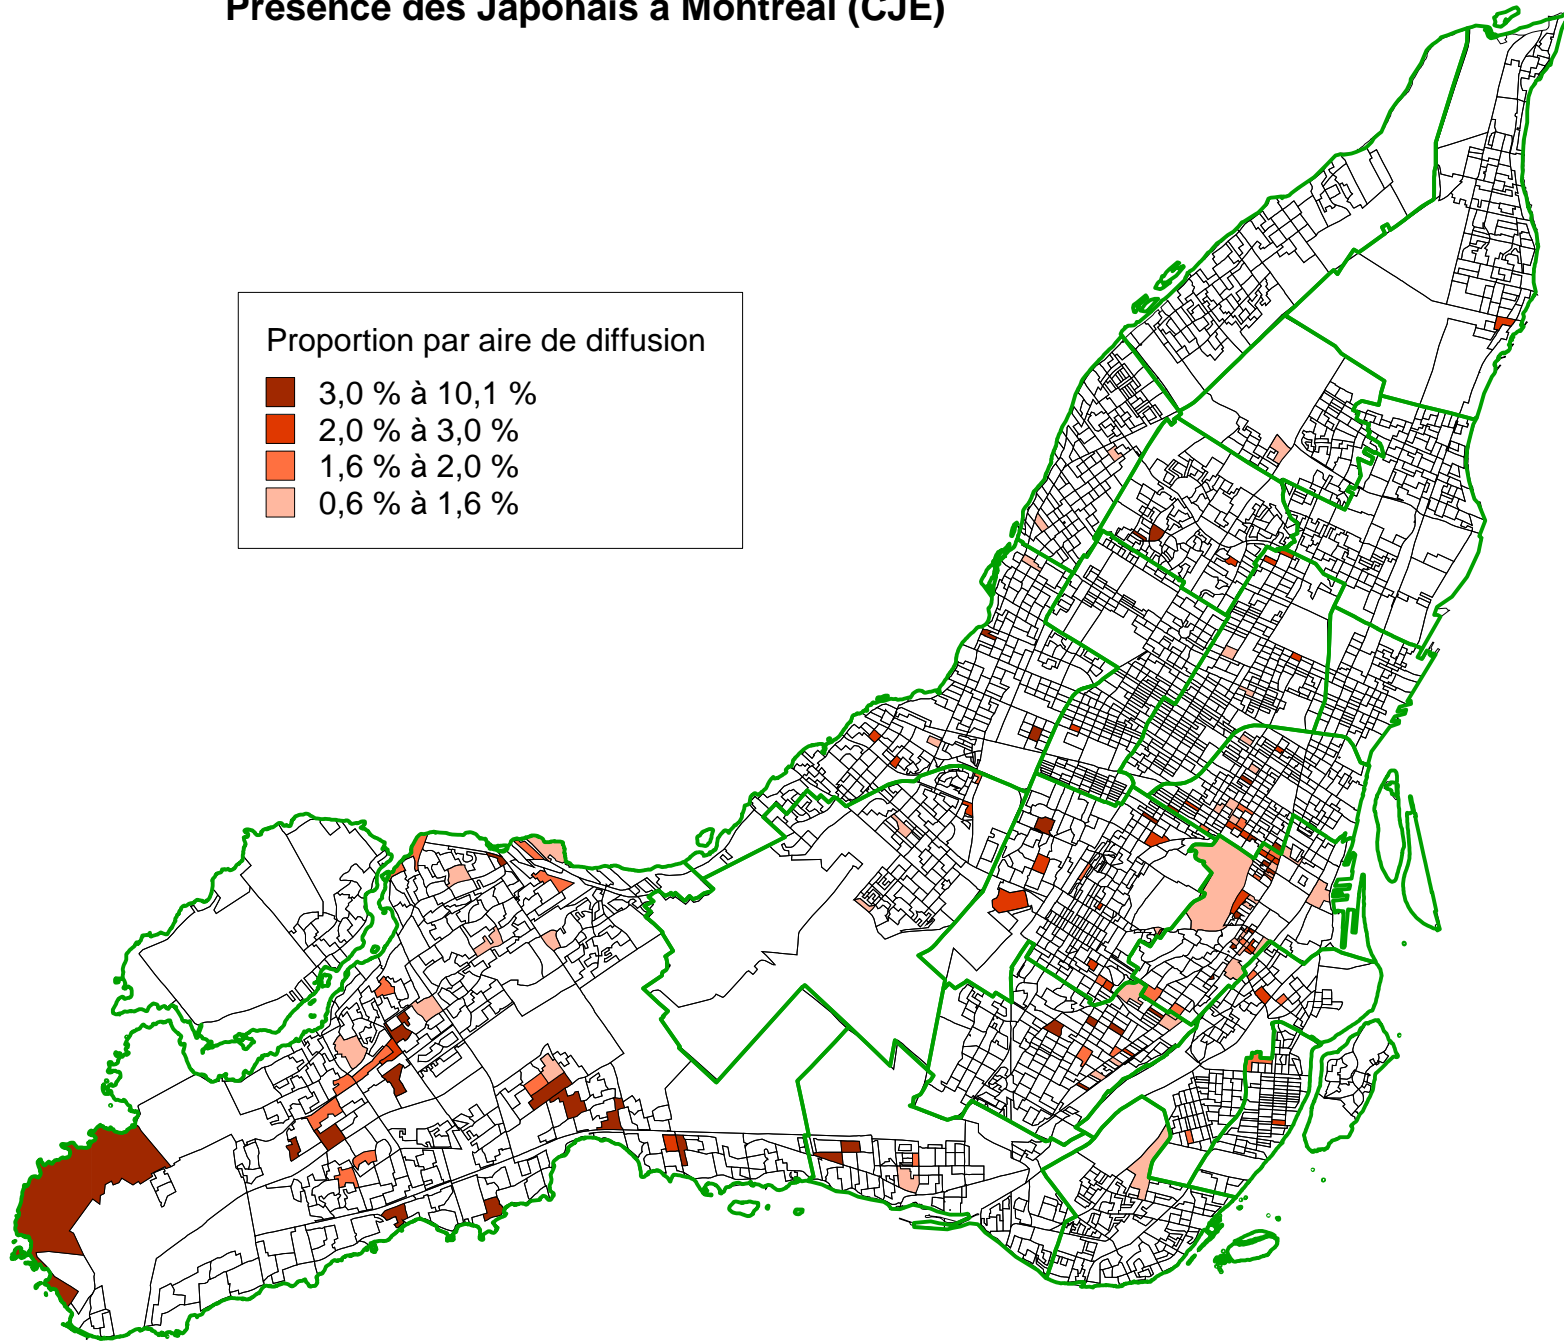 Présence des Japonais à Montréal (CJE)
Proportion par aire de diffusion
3,0 % à 10,1 %
2,0 % à 3,0 %
1,6 % à 2,0 %
0,6 % à 1,6 %